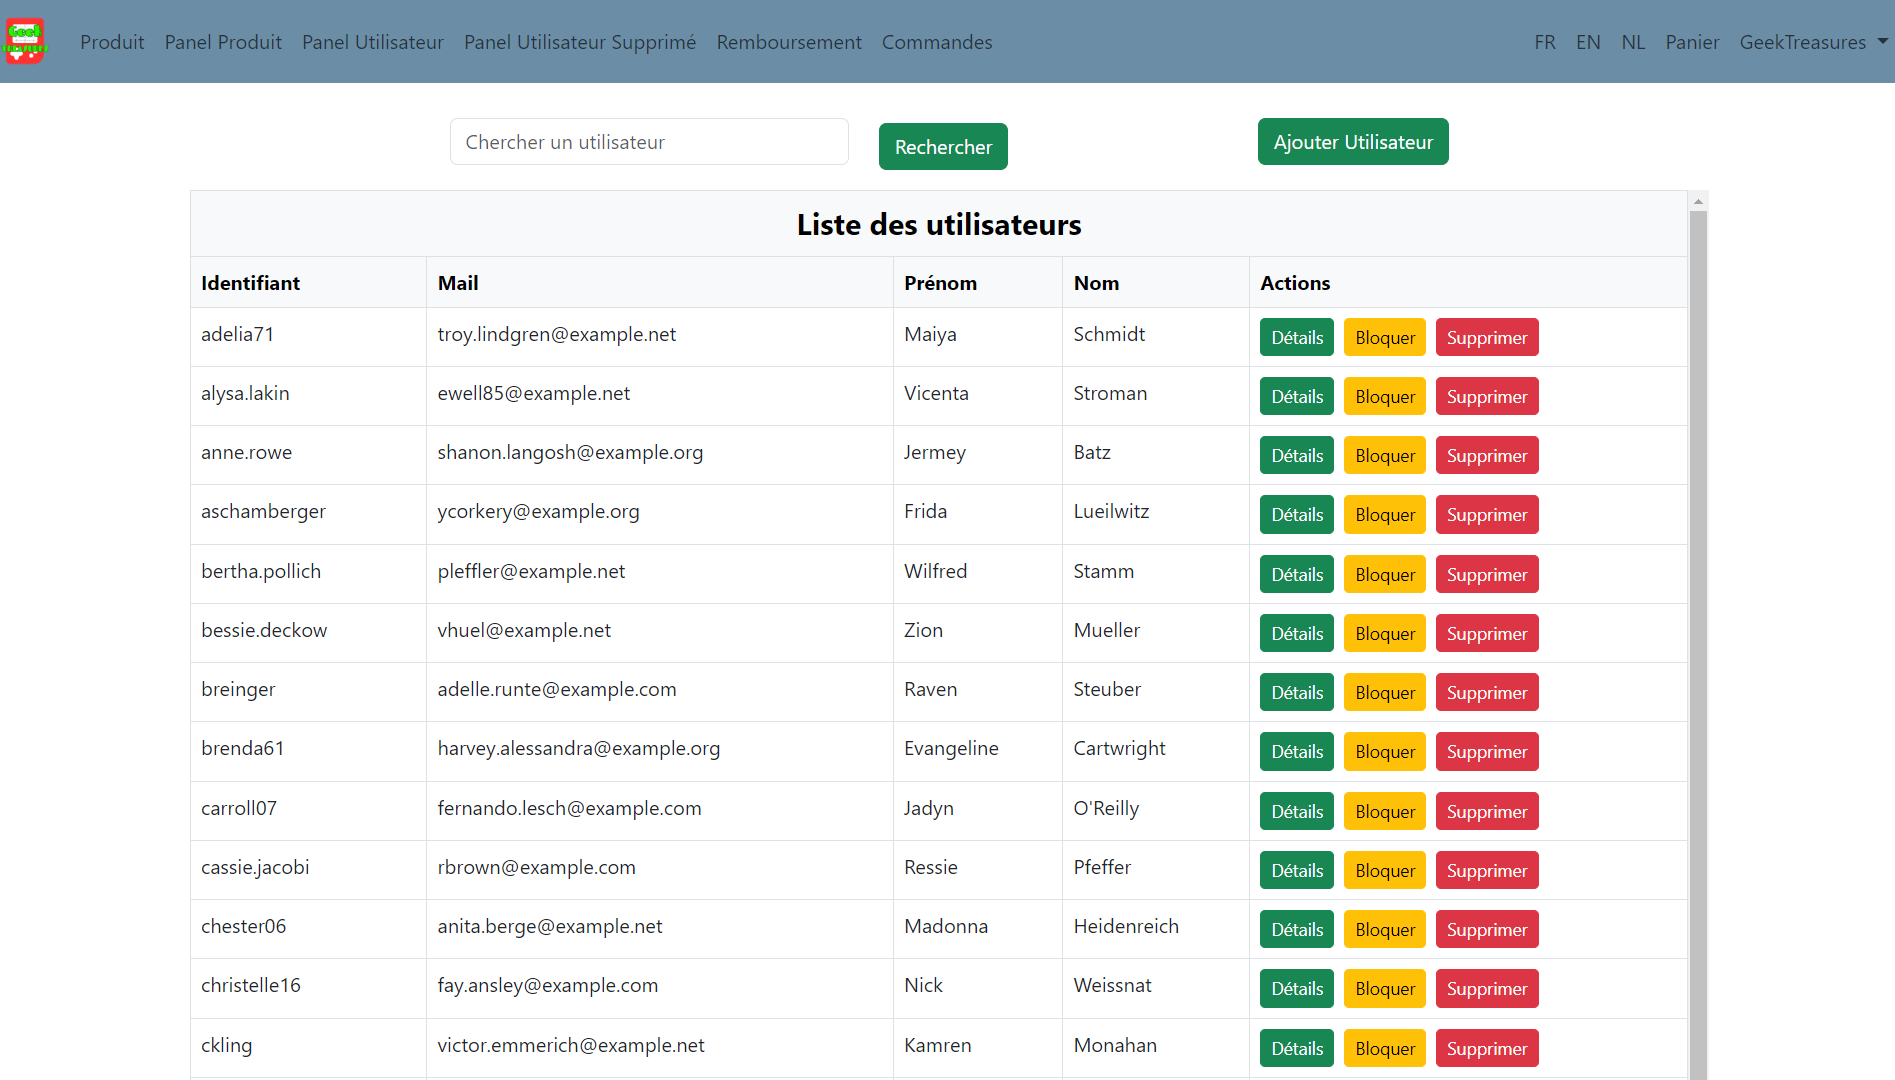 Geek
Produit Panel Produit Panel Utilisateur Panel Utilisateur Supprimé Remboursement Commandes FR EN NL Panier GeekTreasures
Chercher un utilisateur Rechercher Ajouter Utilisateur
Liste des utilisateurs
Identifiant Mail Prénom Nom Actions
adelia71 troy.lindgren@example.net Maiya Schmidt Détails Bloquer Supprimer
alysa.lakin ewell85@example.net Vicenta Stroman Détails Bloquer Supprimer
anne.rowe shanon.langosh@example.org Jermey Batz Détails Bloquer Supprimer
aschamberger ycorkery@example.org Frida Lueilwitz Détails Bloquer Supprimer
bertha.pollich pleffler@example.net Wilfred Stamm Détails Bloquer Supprimer
bessie.deckow vhuel@example.net Zion Mueller Détails Bloquer Supprimer
breinger adelle.runte@example.com Raven Steuber Détails Bloquer Supprimer
brenda61 harvey.alessandra@example.org Evangeline Cartwright Détails Bloquer Supprimer
carroll07 fernando.lesch@example.com Jadyn O'Reilly Détails Bloquer Supprimer
cassie.jacobi rbrown@example.com Ressie Pfeffer Détails Bloquer Supprimer
chester06 anita.berge@example.net Madonna Heidenreich Détails Bloquer Supprimer
christelle16 fay.ansley@example.com Nick Weissnat Détails Bloquer Supprimer
ckling victor.emmerich@example.net Kamren Monahan Détails Bloquer Supprimer